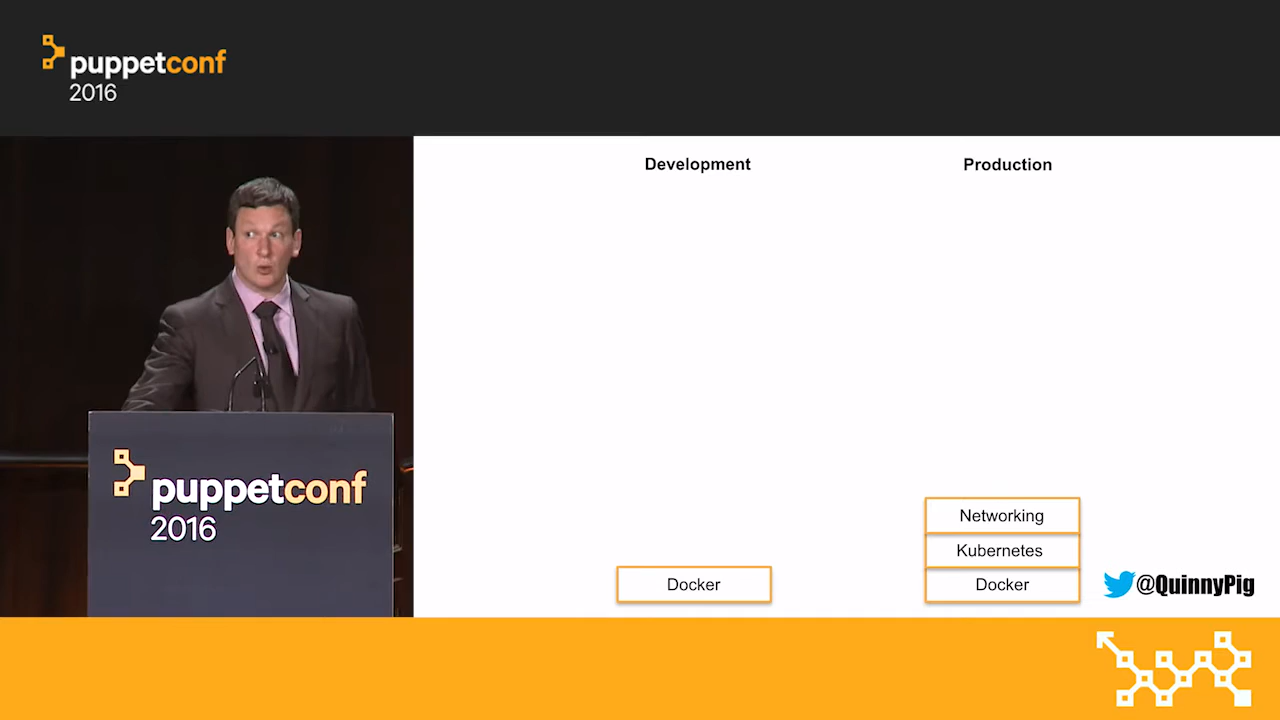 puppetconf
2016
Development
Production
puppetconf
2016
Networking
Kubernetes
Docker
Docker
@QuinnyPig